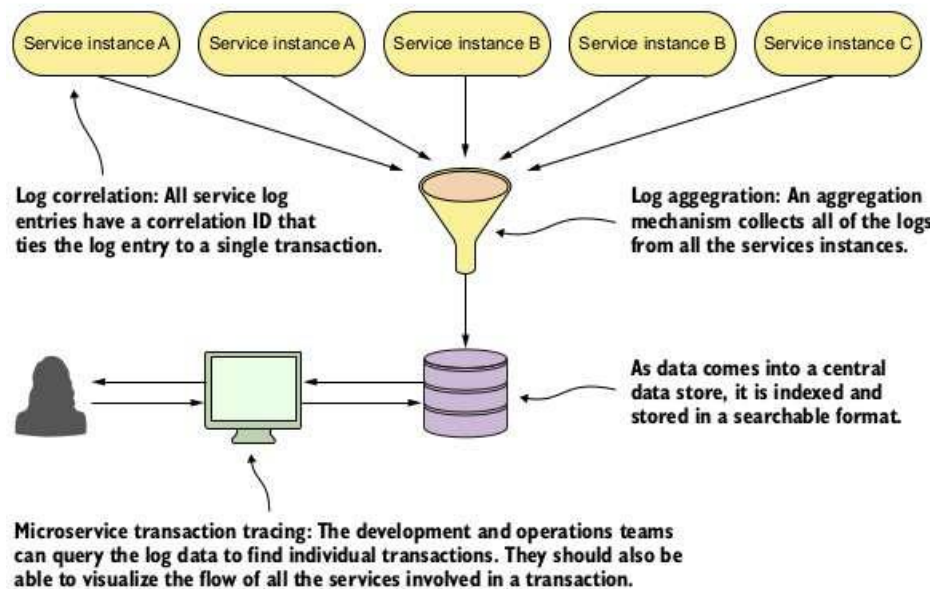 Service instance A
Service instance A
Service instance B
Service instance B
Service instance C
Log correlation: All service log
entries have a correlation ID that
ties the log entry to a single transaction.
Log aggegration: An aggregation
mechanism collects all of the logs
from all the services instances.
As data comes into a central
data store, it is indexed and
stored in a searchable format.
Microservice transaction tracing: The development and operations teams
can query the log data to find individual transactions. They should also be
able to visualize the flow of all the services involved in a transaction.